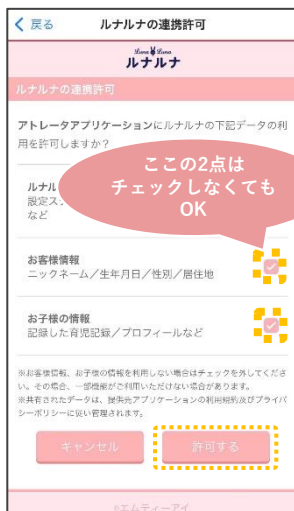 戻る ルナルナの連携許可
Luna Luna
ルナルナ
ルナルナの連携許可
アトレータアプリケーションにルナルナの下記データの利
用を許可しますか?
ここの2点は
チェックしなくても
OK
ルナル
設定ス
など
お客様情報
ニックネーム／生年月日／性別／居住地
お子様の情報
記録した育児記録／プロフィールなど
※お客様情報、お子様の情報を利用しない場合はチェックを外してくださ
い。その場合、一部機能がご利用いただけない場合があります。
※共有されたデータは、提供先アプリケーションの利用規約及びプライバ
シーポリシーに従い管理されます。
キャンセル 許可する
©エムティーアイ